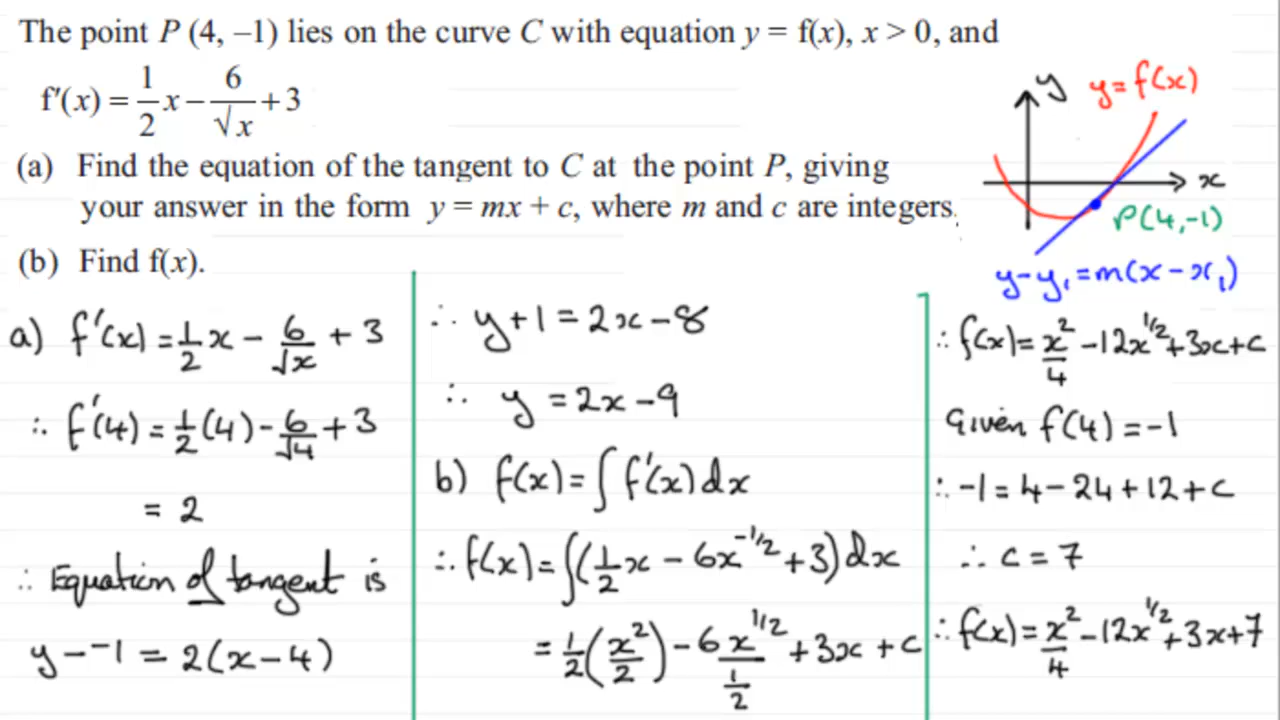 The point P (4, –1) lies on the curve C with equation y = f(x), x > 0, and
f′(x) = 1/2 x − 6/√x + 3
(a) Find the equation of the tangent to C at the point P, giving
your answer in the form y = mx + c, where m and c are integers.
(b) Find f(x).
y
y = f(x)
x
P(4, -1)
y - y₁ = m(x - x₁)
a) f'(x) = 1/2 x - 6/√x + 3
∴ f'(4) = 1/2 (4) - 6/√4 + 3
= 2
∴ Equation of tangent is
y - -1 = 2(x - 4)
∴ y + 1 = 2x - 8
∴ y = 2x - 9
b) f(x) = ∫ f'(x) dx
∴ f(x) = ∫(1/2 x - 6x^-1/2 + 3) dx
= 1/2 (x²/2) - 6 x^1/2 / 1/2 + 3x + c
∴ f(x) = x²/4 - 12x^1/2 + 3x + c
Given f(4) = -1
∴ -1 = 4 - 24 + 12 + c
∴ c = 7
∴ f(x) = x²/4 - 12x^1/2 + 3x + 7